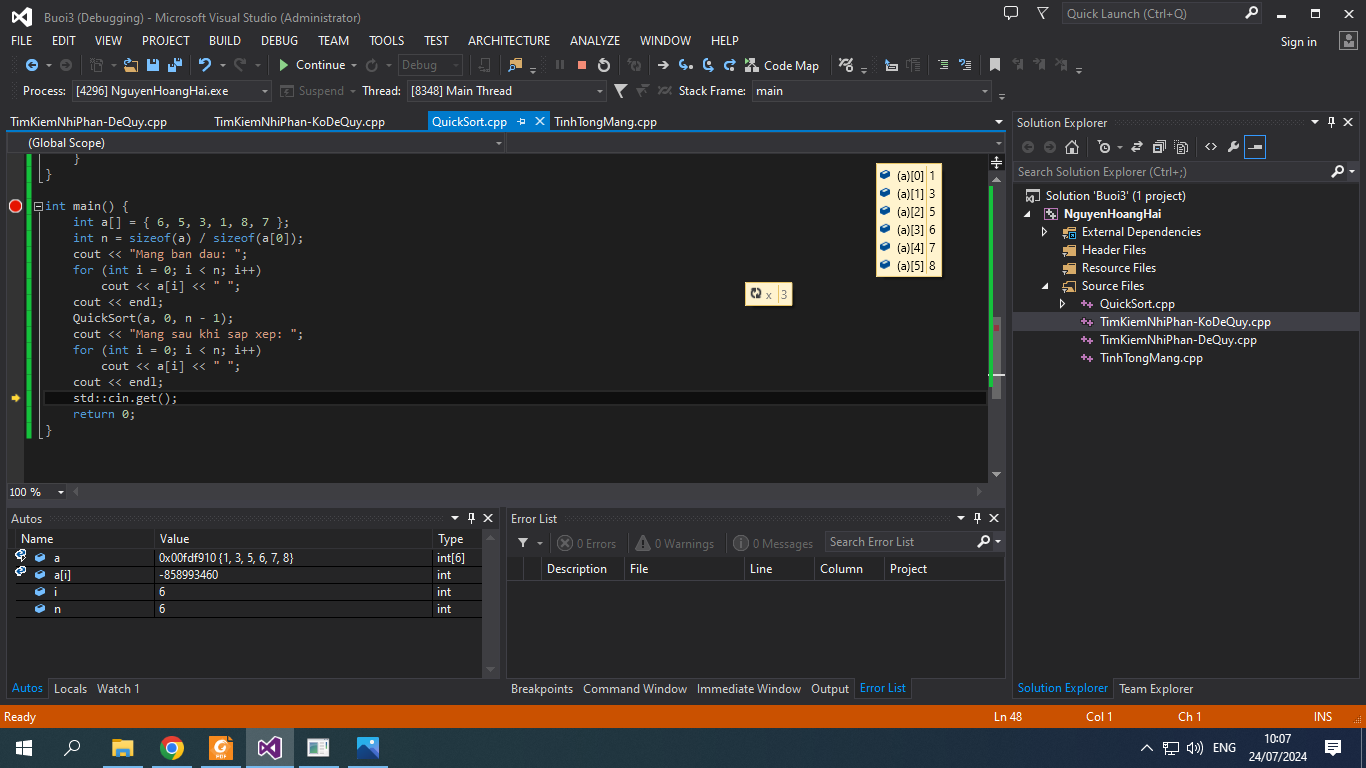 Buoi3 (Debugging) - Microsoft Visual Studio (Administrator)
Quick Launch (Ctrl+Q)
FILE EDIT VIEW PROJECT BUILD DEBUG TEAM TOOLS TEST ARCHITECTURE ANALYZE WINDOW HELP
Sign in
Continue Debug Code Map
Process: [4296] NguyenHoangHai.exe Suspend Thread: [8348] Main Thread Stack Frame: main
TimKiemNhiPhan-DeQuy.cpp TimKiemNhiPhan-KoDeQuy.cpp QuickSort.cpp TinhTongMang.cpp
(Global Scope)
}
}
int main() {
int a[] = { 6, 5, 3, 1, 8, 7 };
int n = sizeof(a) / sizeof(a[0]);
cout << "Mang ban dau: ";
for (int i = 0; i < n; i++)
cout << a[i] << " ";
cout << endl;
QuickSort(a, 0, n - 1);
cout << "Mang sau khi sap xep: ";
for (int i = 0; i < n; i++)
cout << a[i] << " ";
cout << endl;
std::cin.get();
return 0;
}
(a)[0] 1
(a)[1] 3
(a)[2] 5
(a)[3] 6
(a)[4] 7
(a)[5] 8
x 3
100 %
Solution Explorer
Search Solution Explorer (Ctrl+;)
Solution 'Buoi3' (1 project)
NguyenHoangHai
External Dependencies
Header Files
Resource Files
Source Files
QuickSort.cpp
TimKiemNhiPhan-KoDeQuy.cpp
TimKiemNhiPhan-DeQuy.cpp
TinhTongMang.cpp
Autos
Name Value Type
a 0x00fdf910 {1, 3, 5, 6, 7, 8} int[6]
a[i] -858993460 int
i 6 int
n 6 int
Autos Locals Watch 1
Error List
0 Errors 0 Warnings 0 Messages Search Error List
Description File Line Column Project
Breakpoints Command Window Immediate Window Output Error List
Solution Explorer Team Explorer
Ready Ln 48 Col 1 Ch 1 INS
PDF
ENG
10:07
24/07/2024